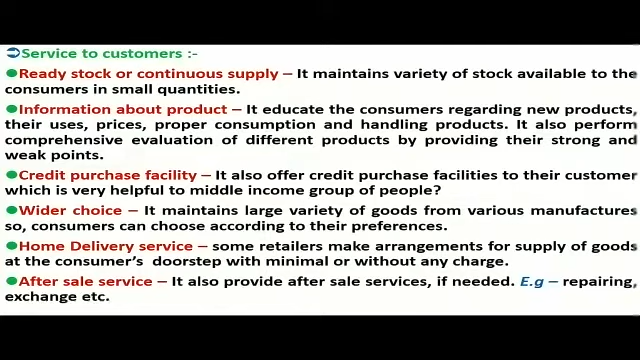 ➲Service to customers :-
●Ready stock or continuous supply – It maintains variety of stock available to the
consumers in small quantities.
●Information about product – It educate the consumers regarding new products,
their uses, prices, proper consumption and handling products. It also perform
comprehensive evaluation of different products by providing their strong and
weak points.
●Credit purchase facility – It also offer credit purchase facilities to their customer
which is very helpful to middle income group of people?
●Wider choice – It maintains large variety of goods from various manufactures
so, consumers can choose according to their preferences.
●Home Delivery service – some retailers make arrangements for supply of goods
at the consumer's doorstep with minimal or without any charge.
●After sale service – It also provide after sale services, if needed. E.g – repairing,
exchange etc.